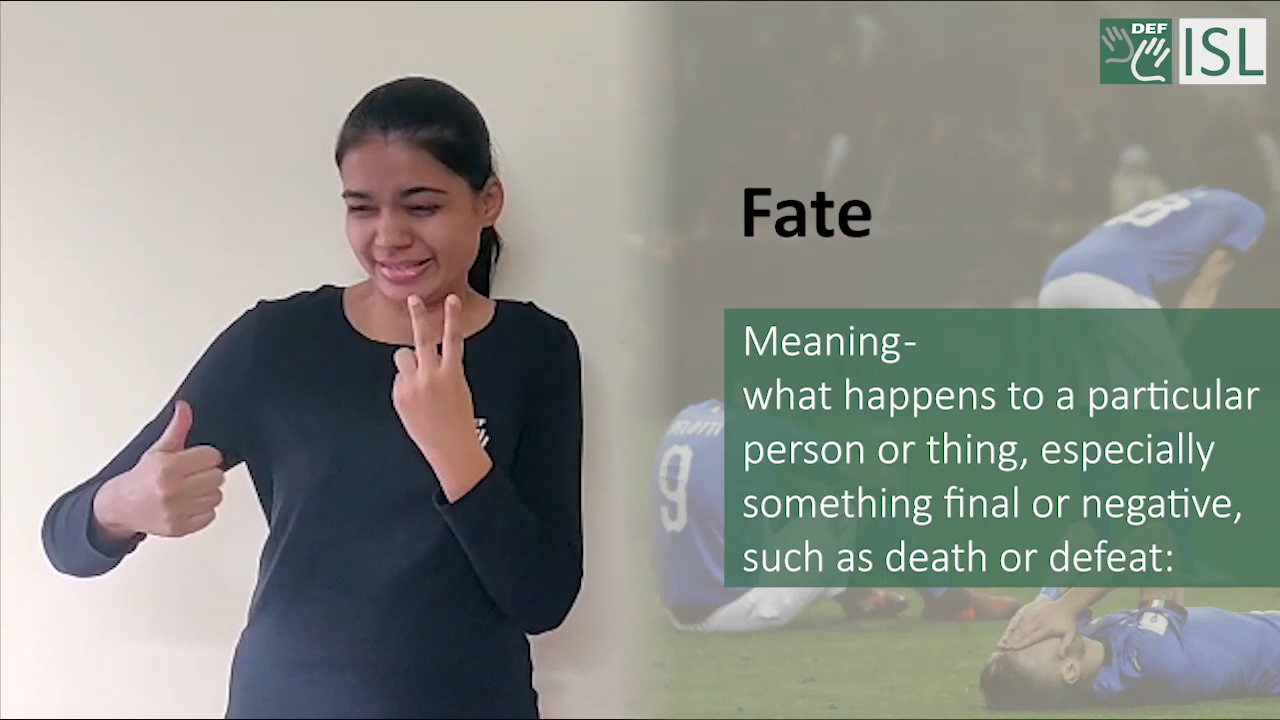 DEF
ISL
Fate
Meaning-
what happens to a particular
person or thing, especially
something final or negative,
such as death or defeat:
9